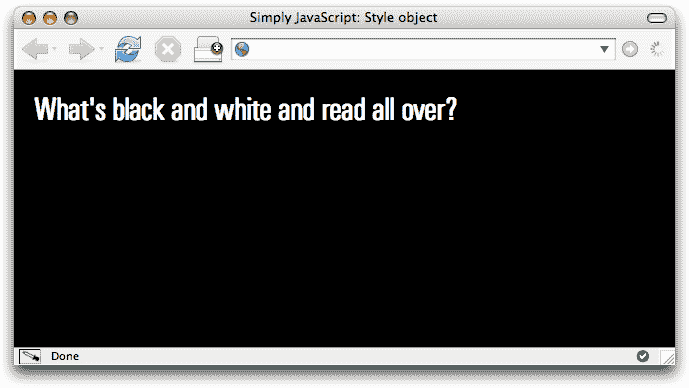 Simply JavaScript: Style object
What's black and white and read all over?
Done